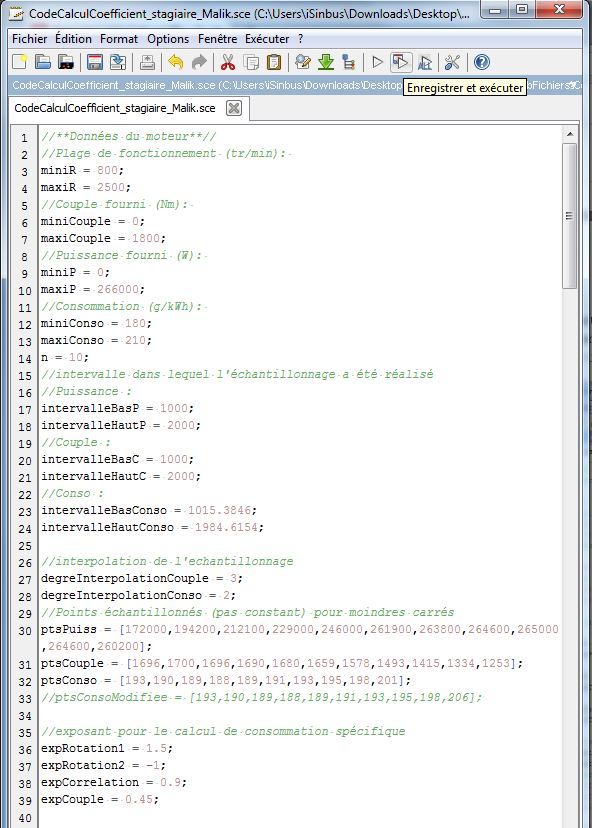 CodeCalculCoefficient_stagiaire_Malik.sce (C:\Users\iSinbus\Downloads\Desktop\...
Fichier Édition Format Options Fenêtre Exécuter ?
CodeCalculCoefficient_stagiaire_Malik.sce (C:\Users\iSinbus\Downloads\Desktop
Enregistrer et exécuter
CodeCalculCoefficient_stagiaire_Malik.sce
1 //**Données du moteur**//
2 //Plage de fonctionnement (tr/min):
3 miniR = 800;
4 maxiR = 2500;
5 //Couple fourni (Nm):
6 miniCouple = 0;
7 maxiCouple = 1800;
8 //Puissance fourni (W):
9 miniP = 0;
10 maxiP = 266000;
11 //Consommation (g/kWh):
12 miniConso = 180;
13 maxiConso = 210;
14 n = 10;
15 //intervalle dans lequel l'échantillonnage a été réalisé
16 //Puissance :
17 intervalleBasP = 1000;
18 intervalleHautP = 2000;
19 //Couple :
20 intervalleBasC = 1000;
21 intervalleHautC = 2000;
22 //Conso :
23 intervalleBasConso = 1015.3846;
24 intervalleHautConso = 1984.6154;
25
26 //interpolation de l'echantillonnage
27 degreInterpolationCouple = 3;
28 degreInterpolationConso = 2;
29 //Points échantillonnés (pas constant) pour moindres carrés
30 ptsPuiss = [172000,194200,212100,229000,246000,261900,263800,264600,265000
,264600,260200];
31 ptsCouple = [1696,1700,1696,1690,1680,1659,1578,1493,1415,1334,1253];
32 ptsConso = [193,190,189,188,189,191,193,195,198,201];
33 //ptsConsoModifiee = [193,190,189,188,189,191,193,195,198,206];
34
35 //exposant pour le calcul de consommation spécifique
36 expRotation1 = 1.5;
37 expRotation2 = -1;
38 expCorrelation = 0.9;
39 expCouple = 0.45;
40